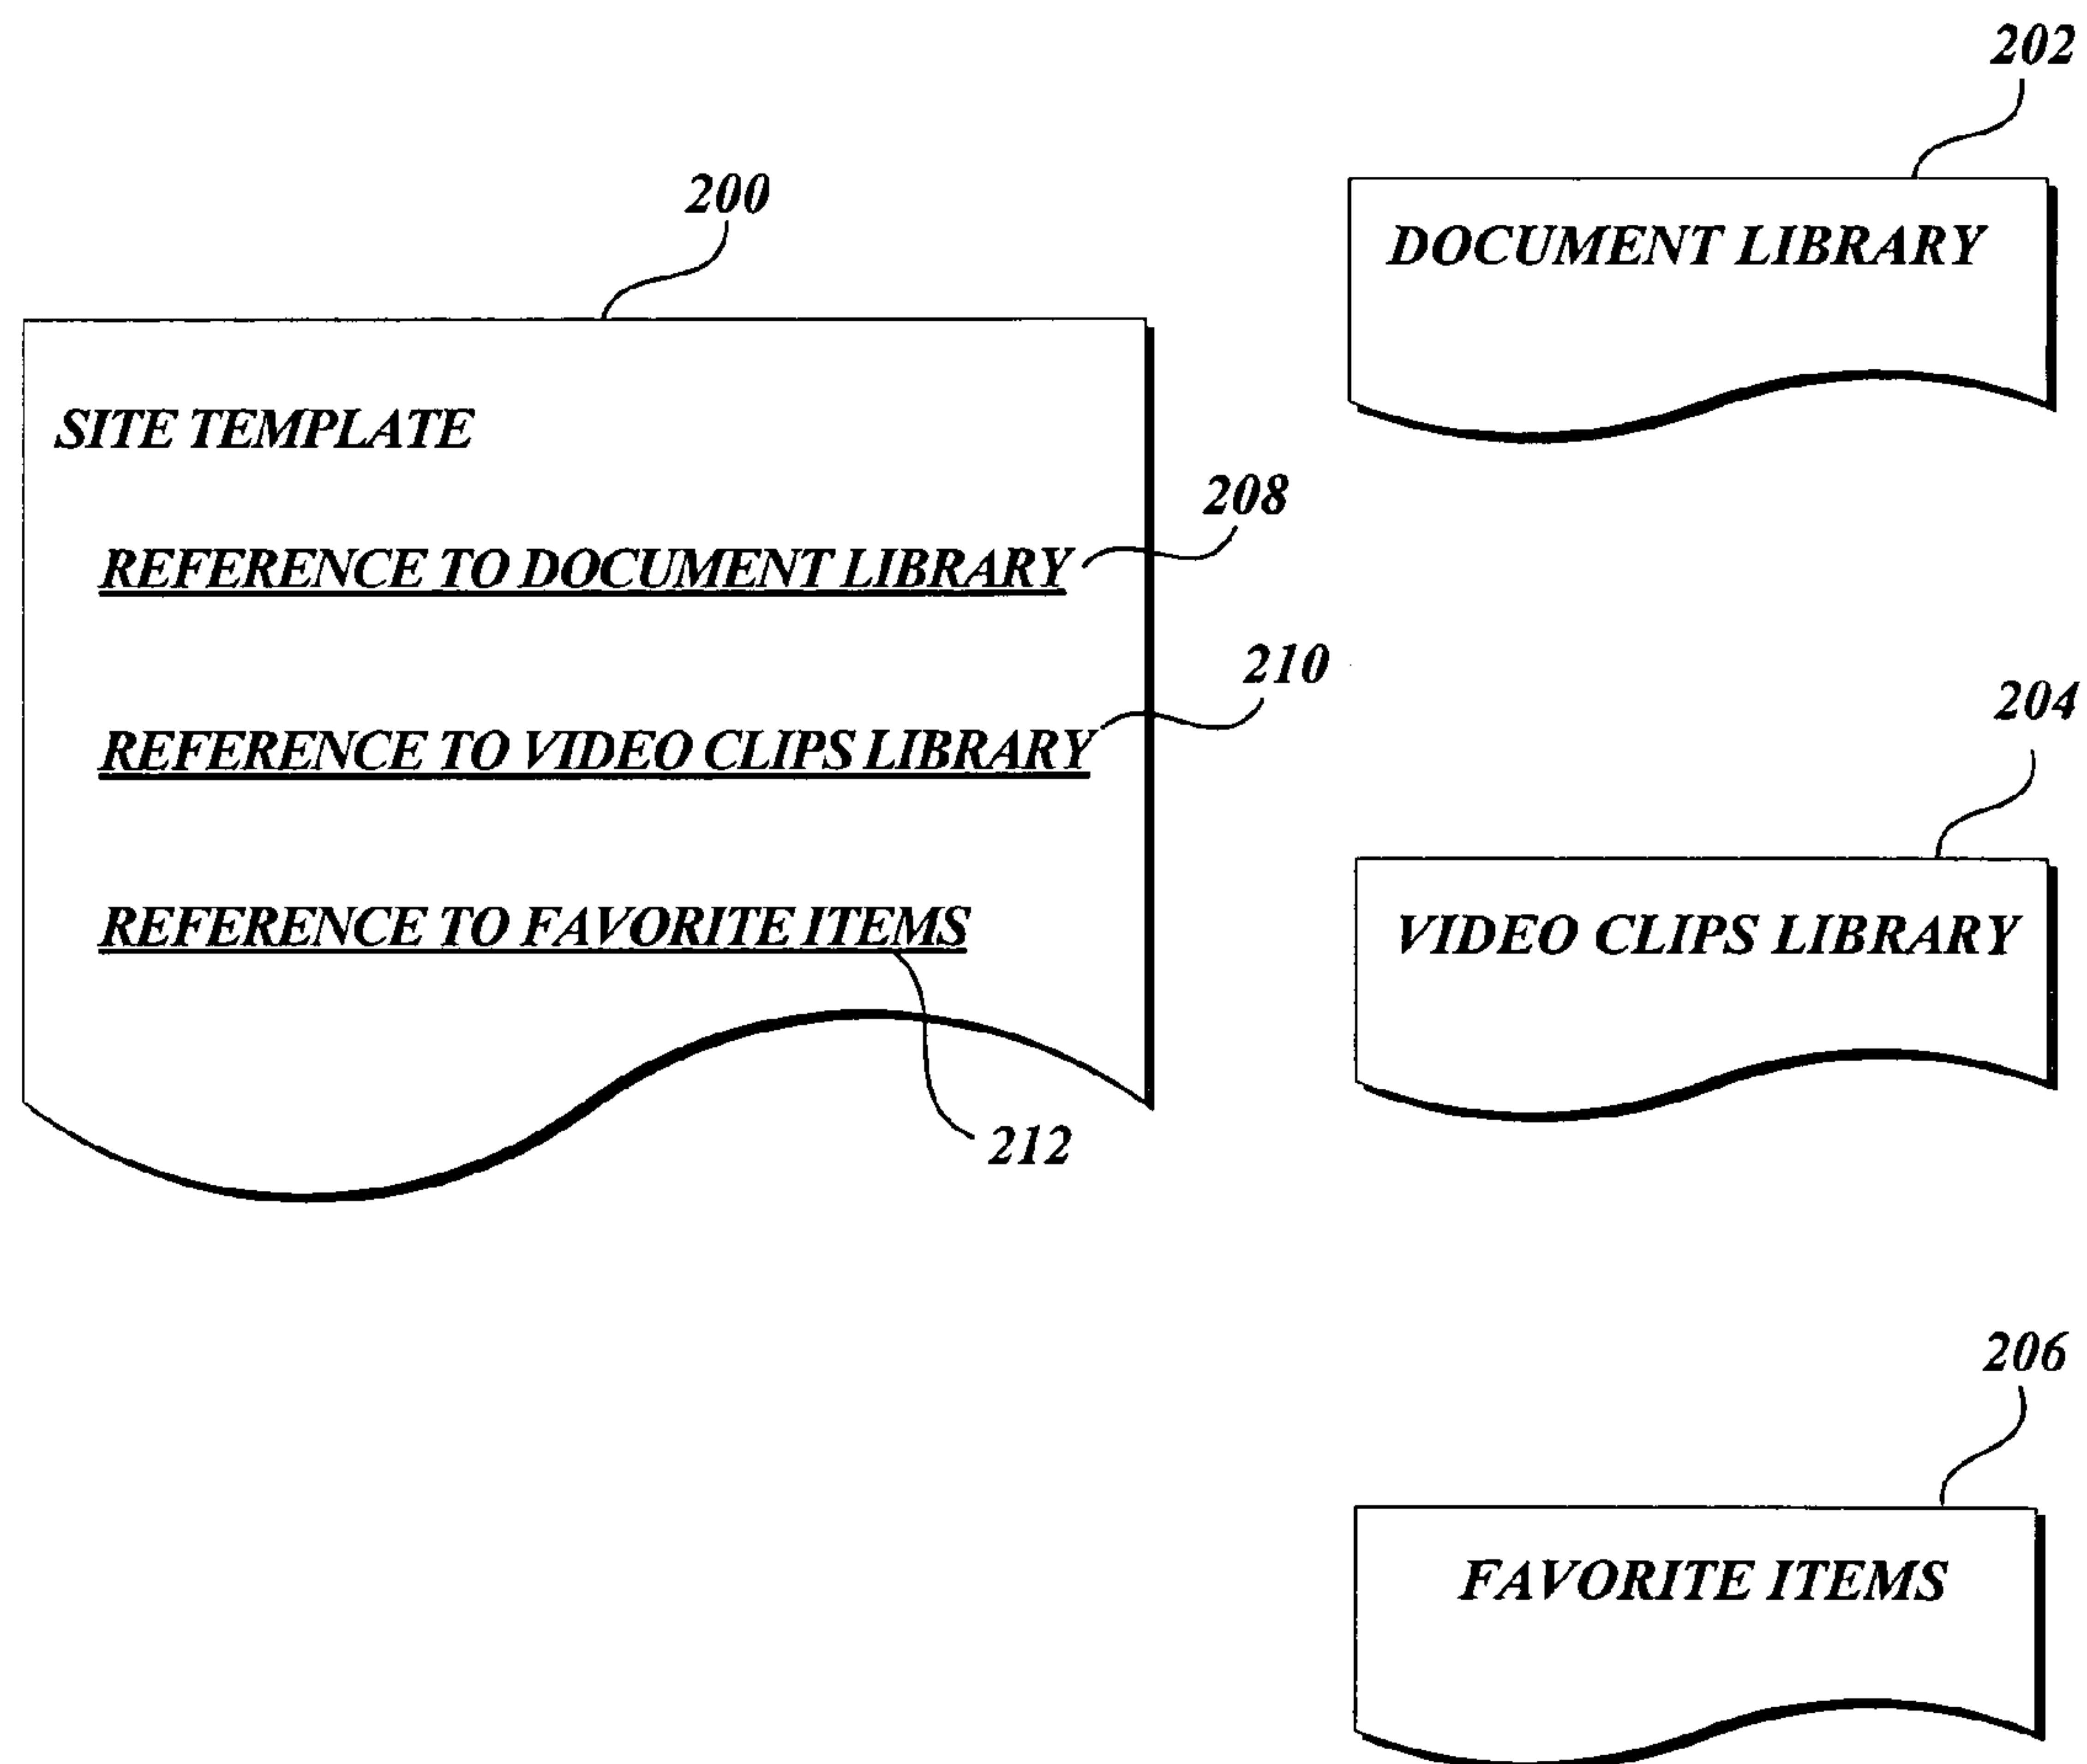 202
200
DOCUMENT LIBRARY
SITE TEMPLATE
208
REFERENCE TO DOCUMENT LIBRARY
210
REFERENCE TO VIDEO CLIPS LIBRARY
204
REFERENCE TO FAVORITE ITEMS
VIDEO CLIPS LIBRARY
212
206
FAVORITE ITEMS